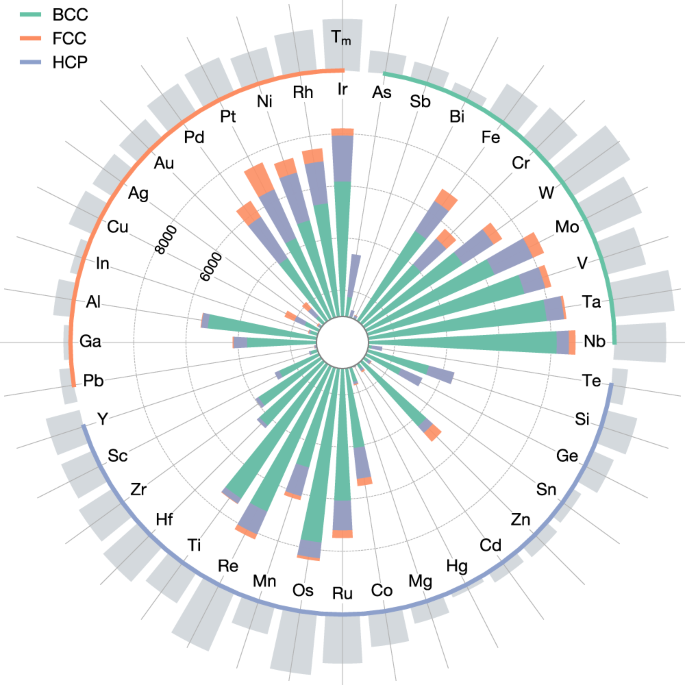 BCC
FCC
HCP
Tm
Ir
As
Sb
Bi
Fe
Cr
W
Mo
V
Ta
Nb
Te
Si
Ge
Sn
Zn
Cd
Hg
Mg
Co
Ru
Os
Mn
Re
Ti
Hf
Zr
Sc
Y
Pb
Ga
Al
In
Cu
Ag
Au
Pd
Pt
Ni
Rh
8000
6000